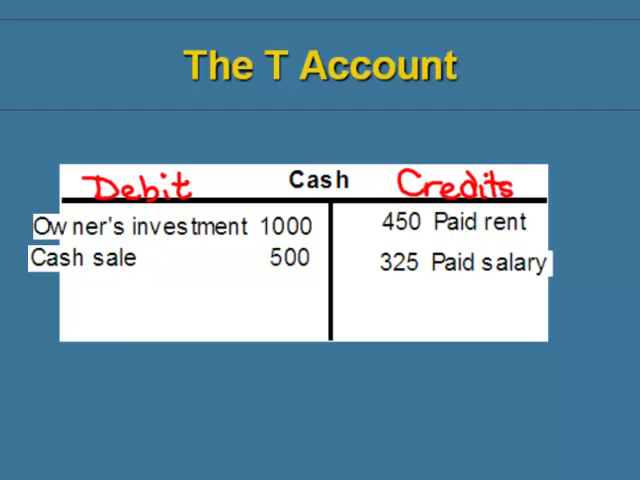 The T Account
Debit Cash Credits
Owner's investment 1000 450 Paid rent
Cash sale 500 325 Paid salary